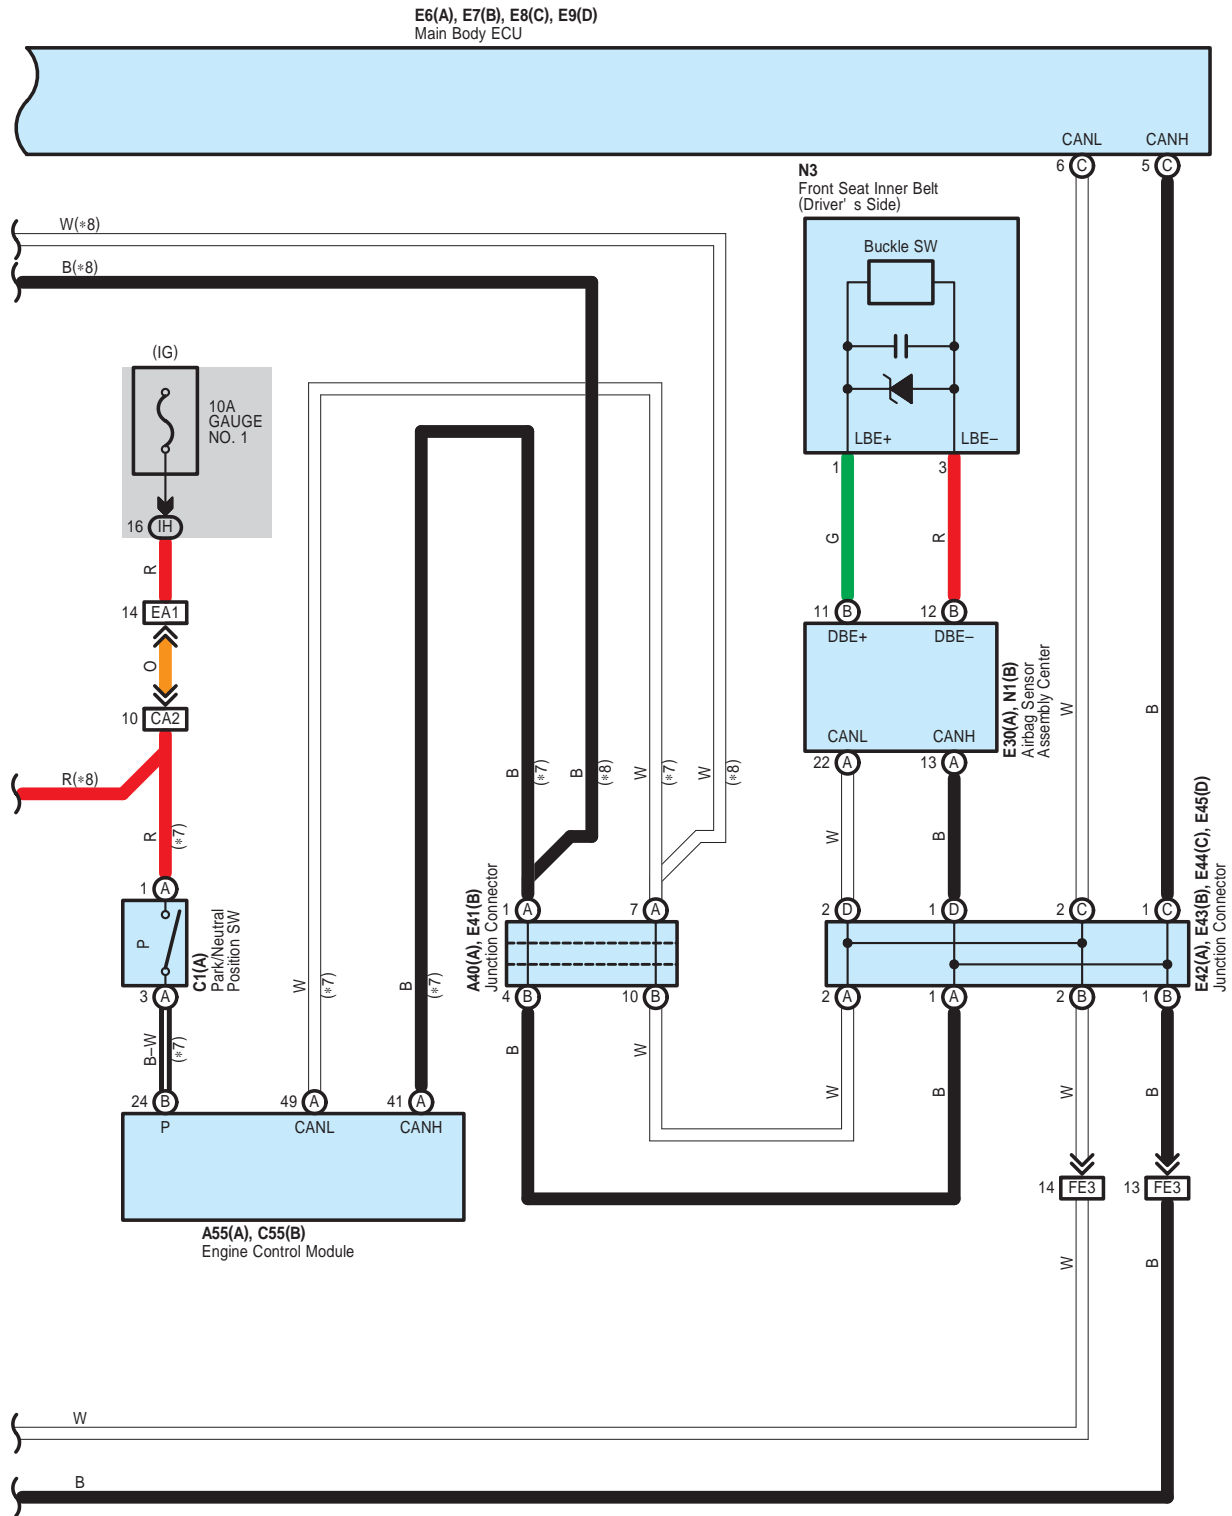 E6(A), E7(B), E8(C), E9(D)
Main Body ECU
CANL
CANH
6 C
5 C
N3
Front Seat Inner Belt
(Driver' s Side)
Buckle SW
LBE+
LBE–
1
3
W(*8)
B(*8)
(IG)
10A
GAUGE
NO. 1
16 IH
R
14 EA1
O
10 CA2
R(*8)
R
(*7)
1 A
P
C1(A)
Park/Neutral
Position SW
3 A
B–W
(*7)
24 B
49 A
41 A
P
CANL
CANH
A55(A), C55(B)
Engine Control Module
W
(*7)
B
(*7)
B
(*7)
B
(*8)
W
(*7)
W
(*8)
G
R
11 B
12 B
DBE+
DBE–
CANL
CANH
E30(A), N1(B)
Airbag Sensor
Assembly Center
22 A
13 A
W
B
W
B
1 A
7 A
A40(A), E41(B)
Junction Connector
4 B
10 B
2 D
1 D
2 C
1 C
E42(A), E43(B), E44(C), E45(D)
Junction Connector
2 A
1 A
2 B
1 B
B
W
W
B
W
B
14 FE3
13 FE3
W
B
W
B